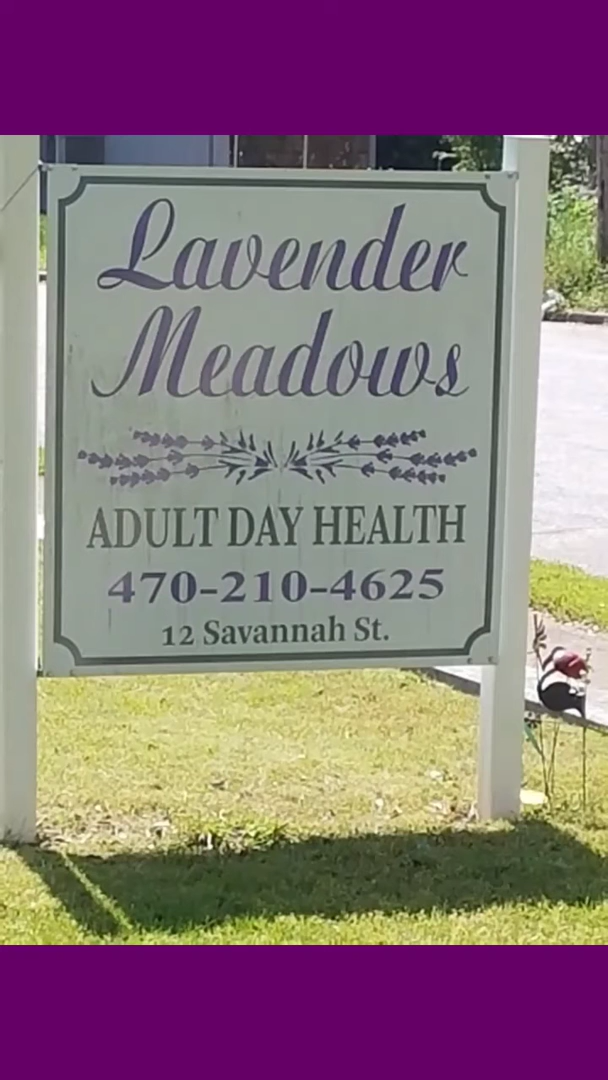 Lavender
Meadows
ADULT DAY HEALTH
470-210-4625
12 Savannah St.